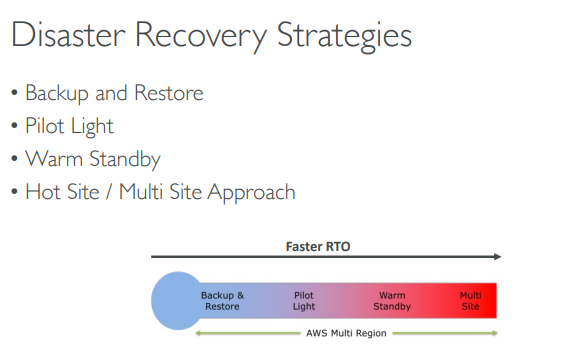 Disaster Recovery Strategies
• Backup and Restore
• Pilot Light
• Warm Standby
• Hot Site / Multi Site Approach
Faster RTO
Backup & Restore
Pilot Light
Warm Standby
Multi Site
AWS Multi Region